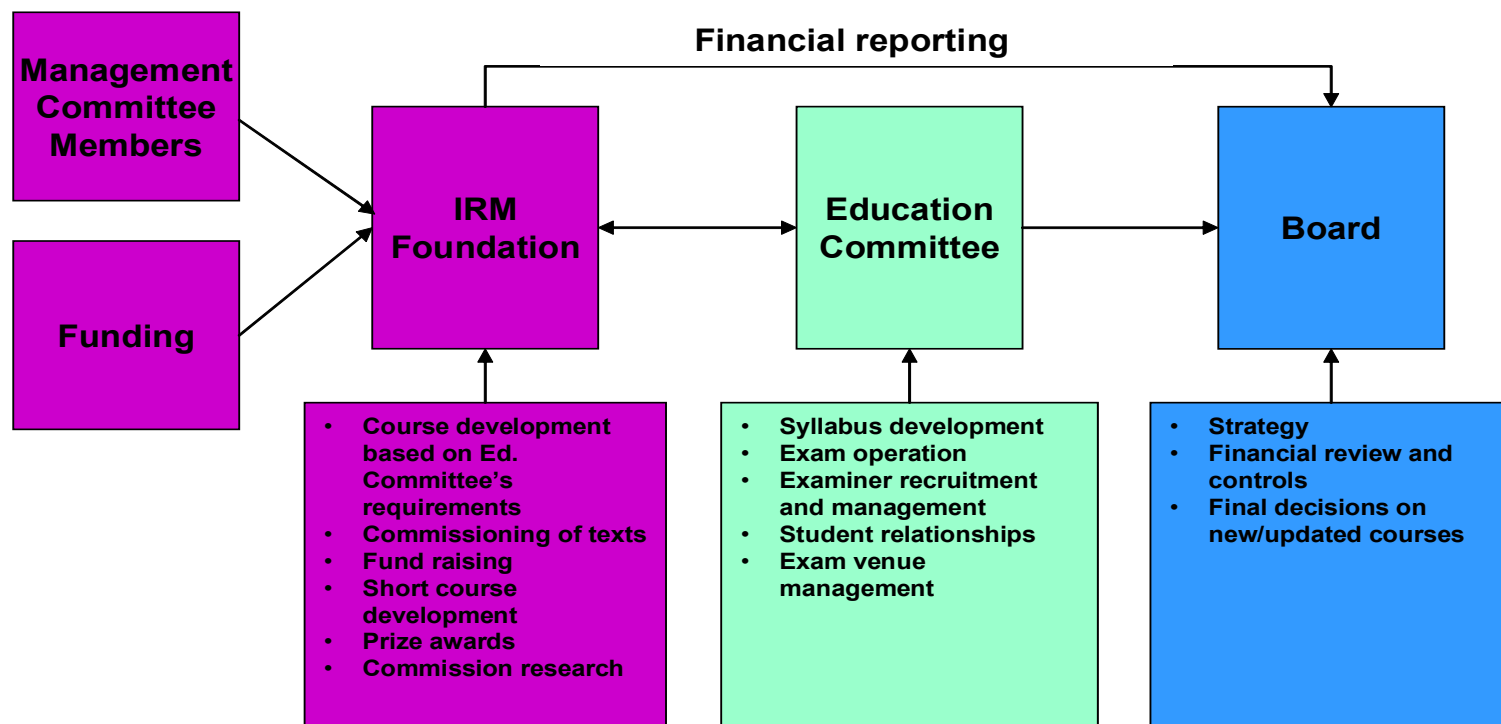 Financial reporting
Management
Committee
Members
Funding
IRM
Foundation
Education
Committee
Board
• Course development
based on Ed.
Committee’s
requirements
• Commissioning of texts
• Fund raising
• Short course
development
• Prize awards
• Commission research
• Syllabus development
• Exam operation
• Examiner recruitment
and management
• Student relationships
• Exam venue
management
• Strategy
• Financial review and
controls
• Final decisions on
new/updated courses